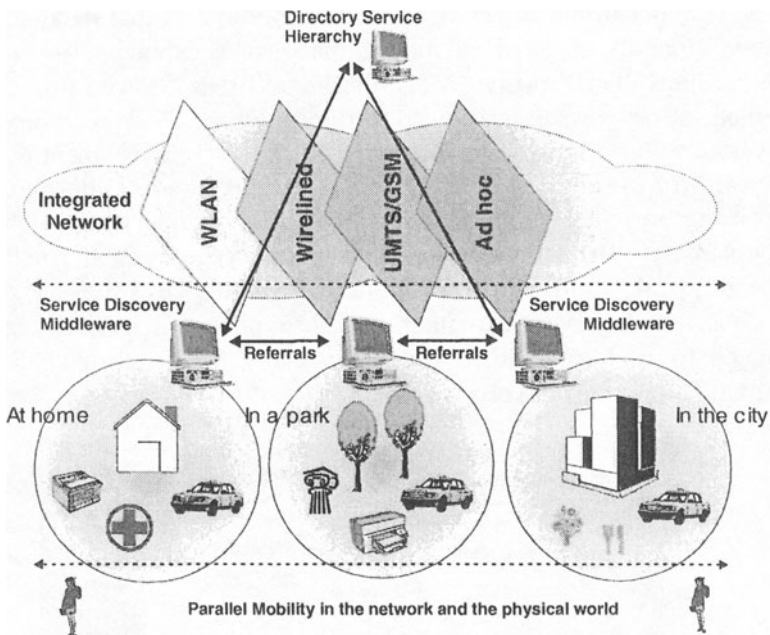 Directory Service
Hierarchy
Integrated
Network
WLAN
Wirelined
UMTS/GSM
Ad hoc
Service Discovery
Middleware
Service Discovery
Middleware
Referrals
Referrals
At home
In a park
In the city
Parallel Mobility in the network and the physical world